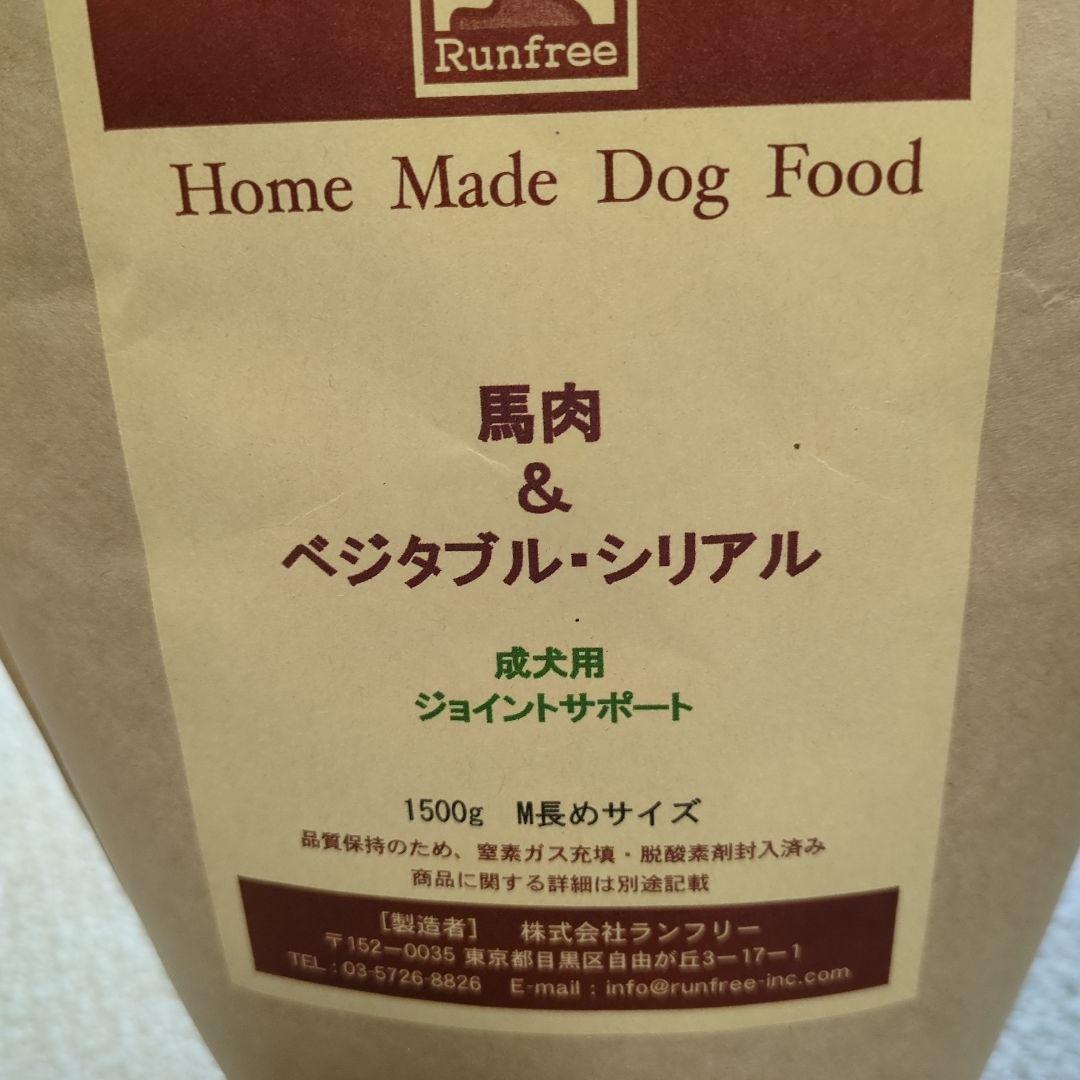 Runfree
Home Made Dog Food
馬肉
&
ベジタブル・シリアル
成犬用
ジョイントサポート
1500g M長めサイズ
品質保持のため、窒素ガス充填・脱酸素剤封入済み
商品に関する詳細は別途記載
[製造者] 株式会社ランフリー
〒152-0035 東京都目黒区自由が丘3-17-1
TEL:03-5726-8826 E-mail:info@runfree-inc.com